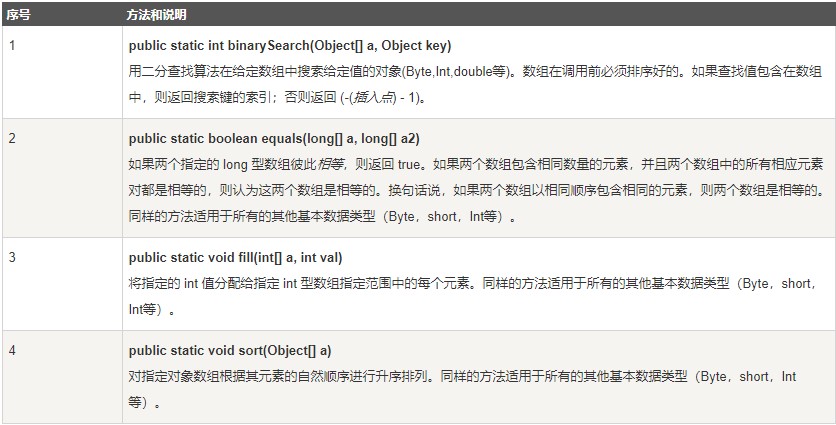 序号 方法和说明
1 public static int binarySearch(Object[] a, Object key)
用二分查找算法在给定数组中搜索给定值的对象(Byte,Int,double等)。数组在调用前必须排序好的。如果查找值包含在数组
中，则返回搜索键的索引；否则返回 (-(插入点) - 1)。
2 public static boolean equals(long[] a, long[] a2)
如果两个指定的 long 型数组彼此相等，则返回 true。如果两个数组包含相同数量的元素，并且两个数组中的所有相应元素
对都是相等的，则认为这两个数组是相等的。换句话说，如果两个数组以相同顺序包含相同的元素，则两个数组是相等的。
同样的方法适用于所有的其他基本数据类型（Byte，short，Int等）。
3 public static void fill(int[] a, int val)
将指定的 int 值分配给指定 int 型数组指定范围中的每个元素。同样的方法适用于所有的其他基本数据类型（Byte，short，
Int等）。
4 public static void sort(Object[] a)
对指定对象数组根据其元素的自然顺序进行升序排列。同样的方法适用于所有的其他基本数据类型（Byte，short，Int
等）。